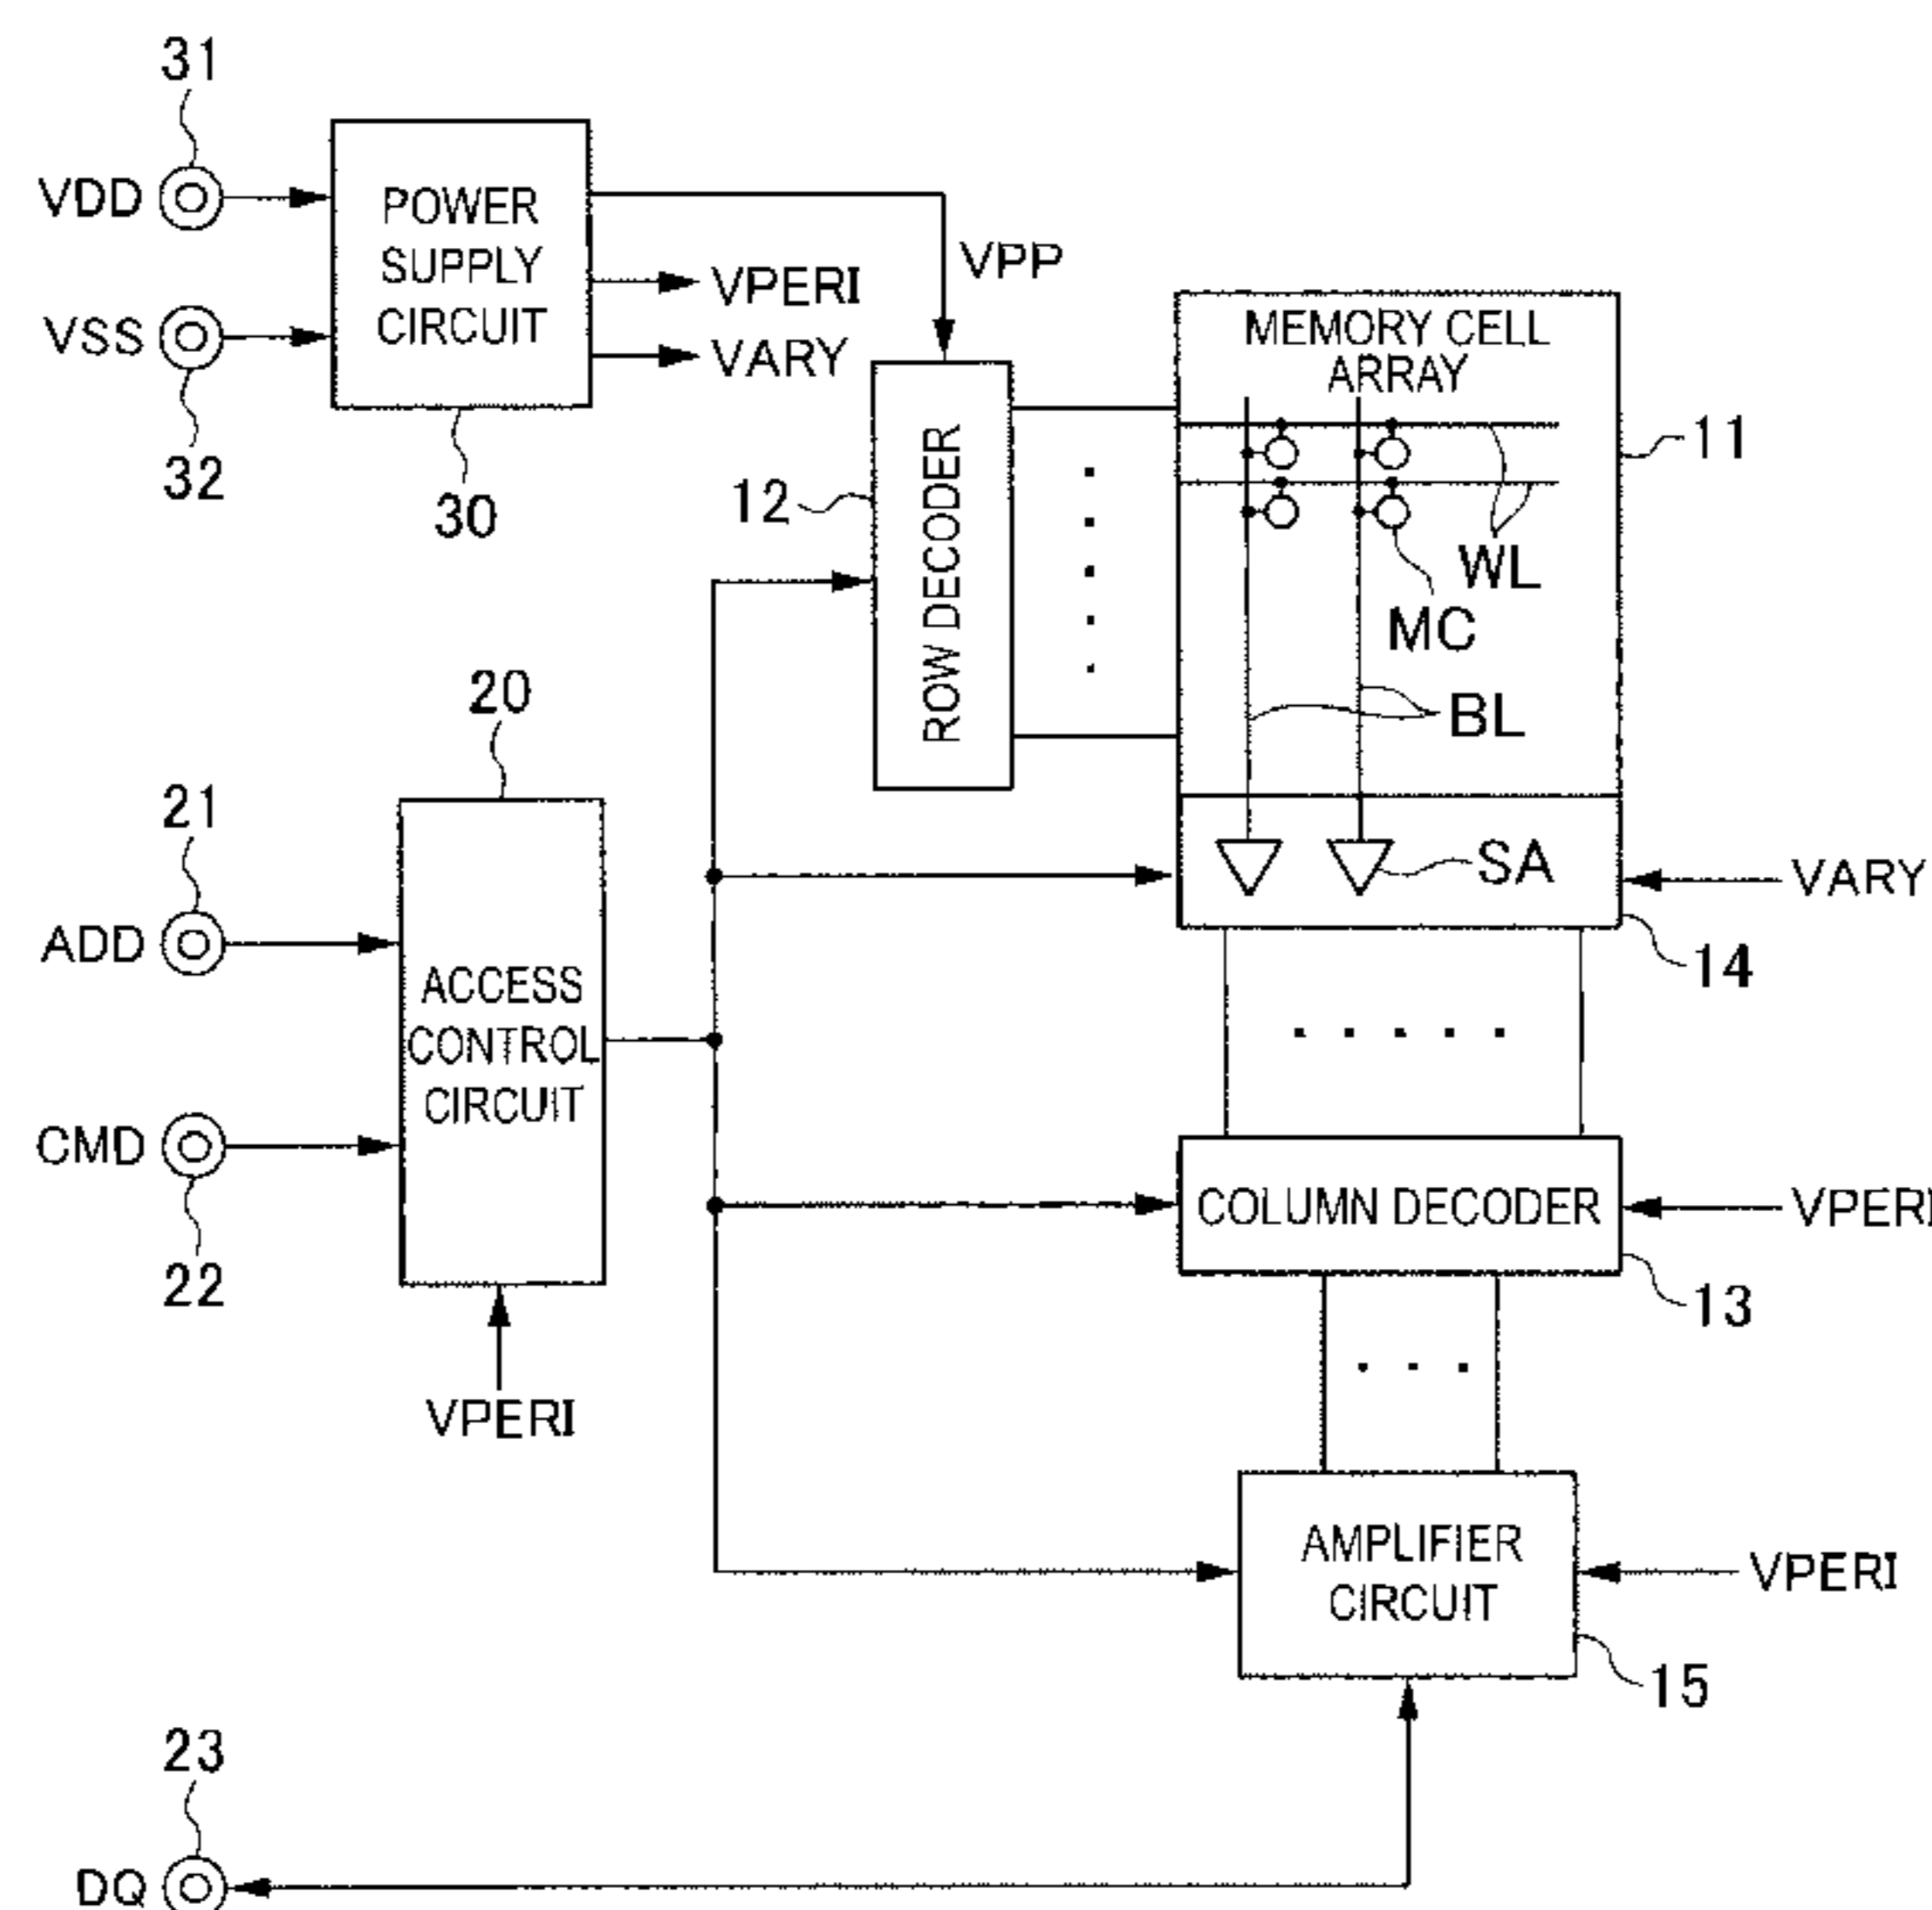 31
VDD
POWER
SUPPLY
CIRCUIT
VPP
VPERI
VSS
VARY
MEMORY CELL
ARRAY
11
32
30
12
ROW DECODER
WL
MC
BL
20
21
SA
VARY
ADD
14
ACCESS
CONTROL
CIRCUIT
CMD
COLUMN DECODER
VPERI
22
13
VPERI
AMPLIFIER
CIRCUIT
VPERI
15
23
DQ